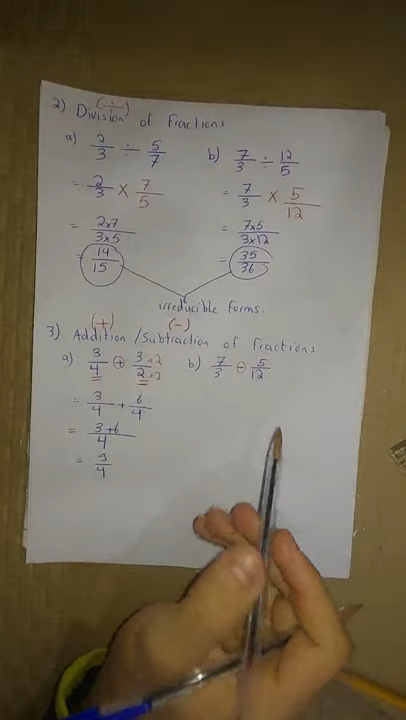 2) Division (÷) of Fractions
a) 2/3 ÷ 5/7
= 2/3 × 7/5
= 2×7/3×5
= 14/15
b) 7/3 ÷ 12/5
= 7/3 × 5/12
= 7×5/3×12
= 35/36
irreducible forms.
(+) (-)
3) Addition/Subtraction of Fractions
a) 3/4 + 3×2/2×2
= 3/4 + 6/4
= 3+6/4
= 9/4
b) 7/3 - 5/12